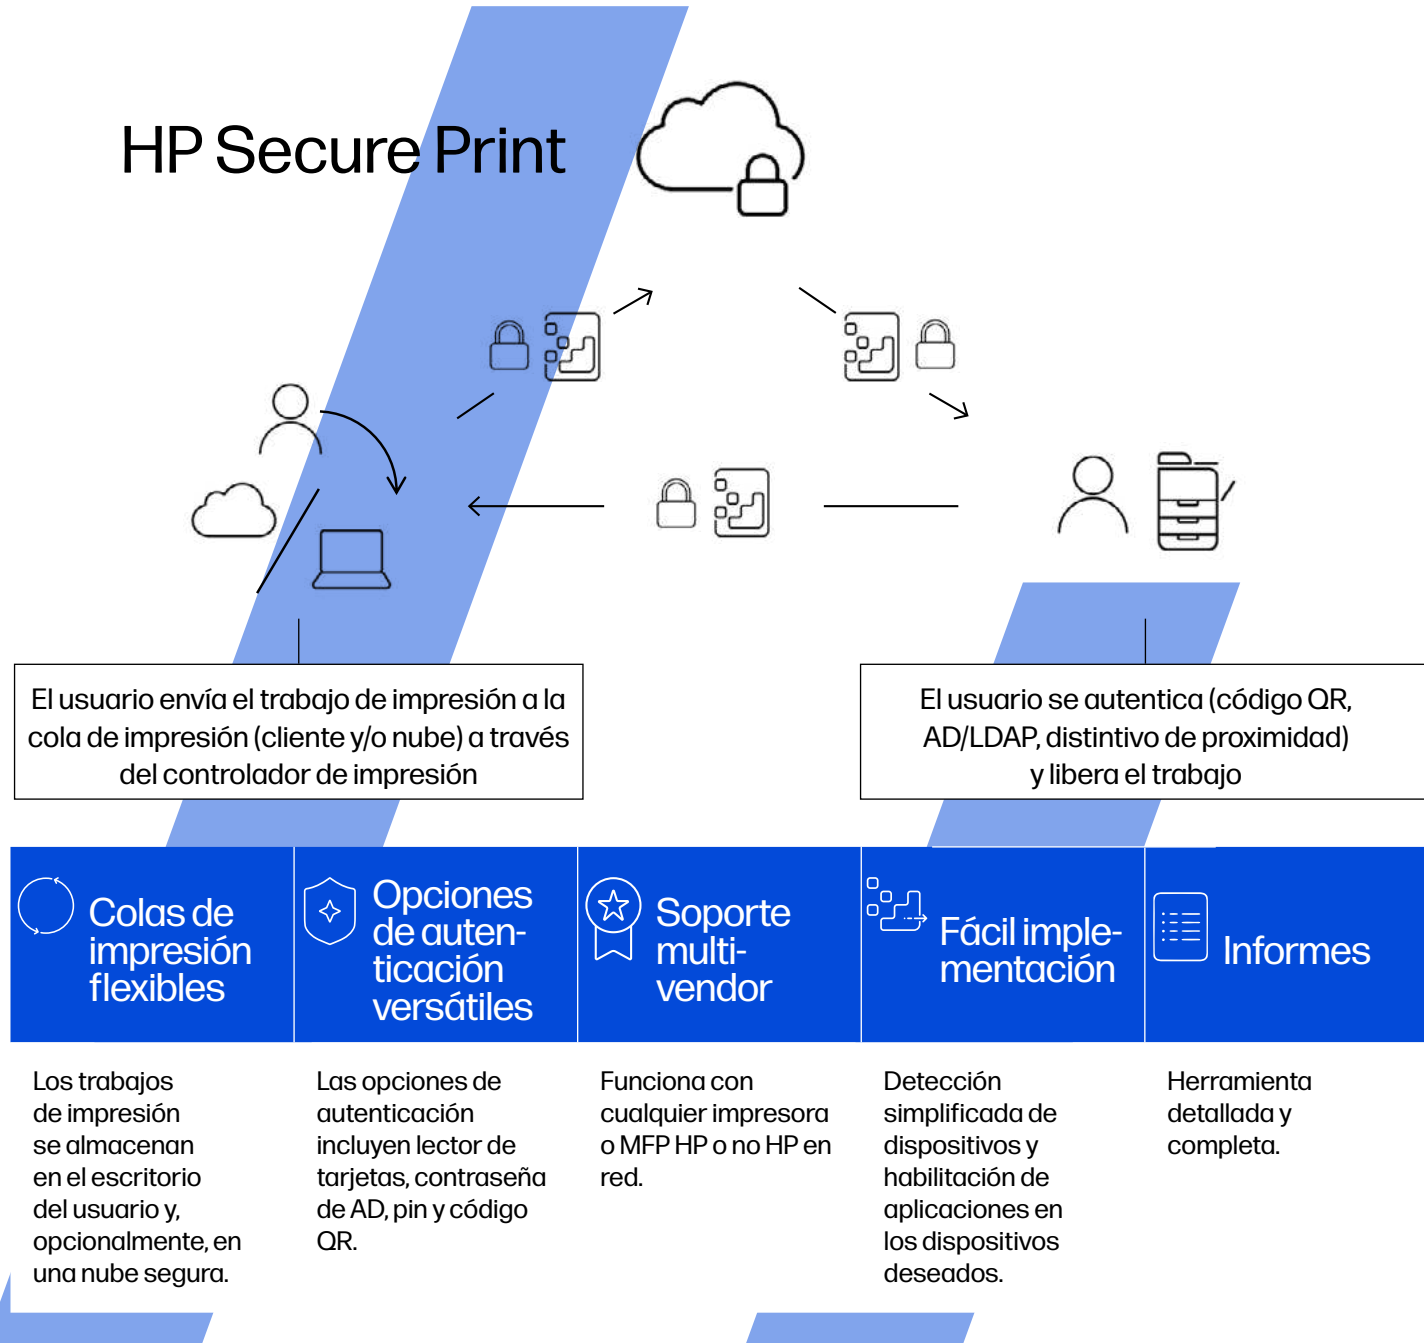 HP Secure Print
El usuario envía el trabajo de impresión a la
cola de impresión (cliente y/o nube) a través
del controlador de impresión
El usuario se autentica (código QR,
AD/LDAP, distintivo de proximidad)
y libera el trabajo
Colas de
impresión
flexibles
Los trabajos
de impresión
se almacenan
en el escritorio
del usuario y,
opcionalmente, en
una nube segura.
Opciones
de auten-
ticación
versátiles
Las opciones de
autenticación
incluyen lector de
tarjetas, contraseña
de AD, pin y código
QR.
Soporte
multi-
vendor
Funciona con
cualquier impresora
o MFP HP o no HP en
red.
Fácil imple-
mentación
Detección
simplificada de
dispositivos y
habilitación de
aplicaciones en
los dispositivos
deseados.
Informes
Herramienta
detallada y
completa.